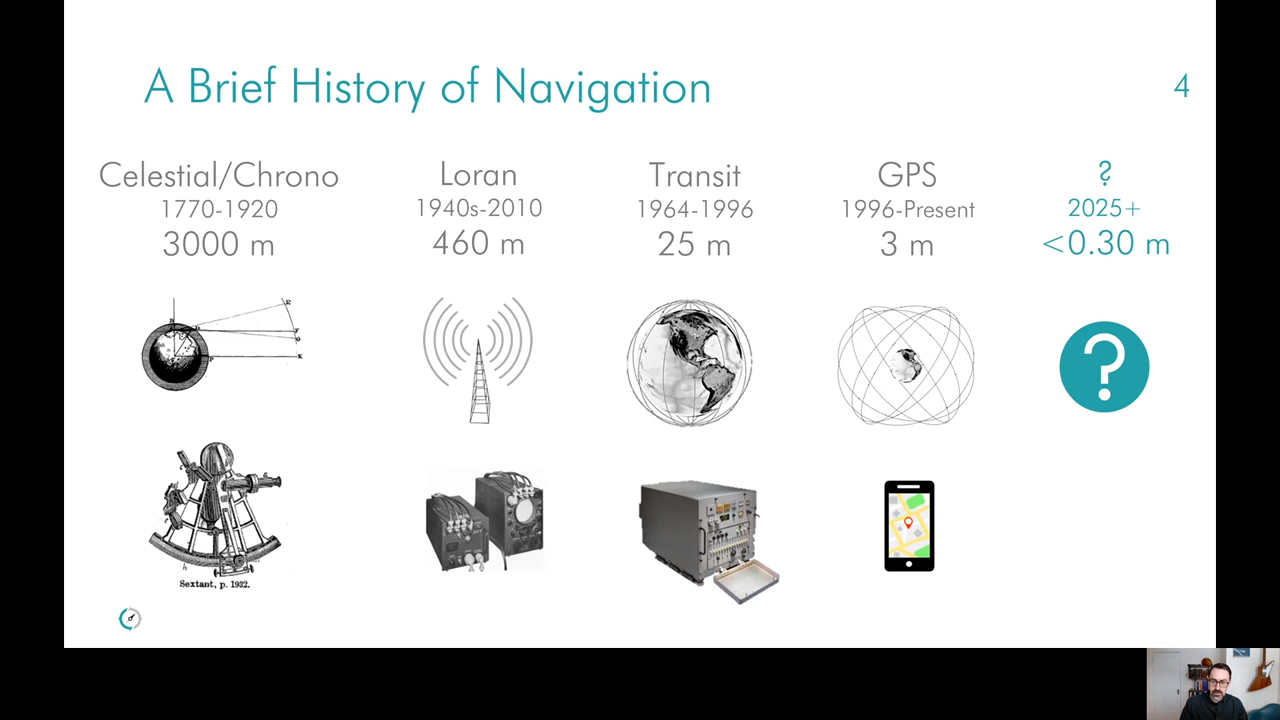 A Brief History of Navigation
4
Celestial/Chrono
1770-1920
3000 m
Loran
1940s-2010
460 m
Transit
1964-1996
25 m
GPS
1996-Present
3 m
?
2025+
<0.30 m
?
Sextant, p. 1932.